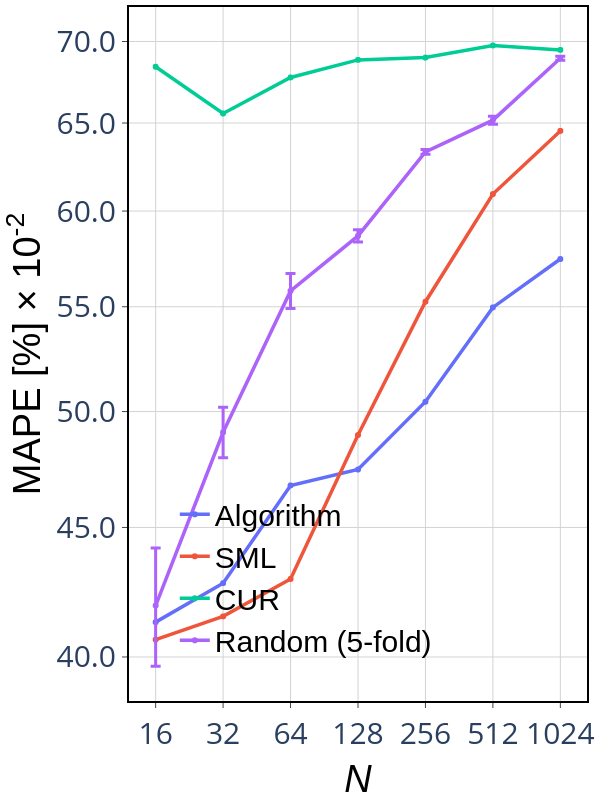 70.0
65.0
60.0
55.0
50.0
45.0
40.0
MAPE [%] × 10-2
Algorithm
SML
CUR
Random (5-fold)
16 32 64 128 256 512 1024
N